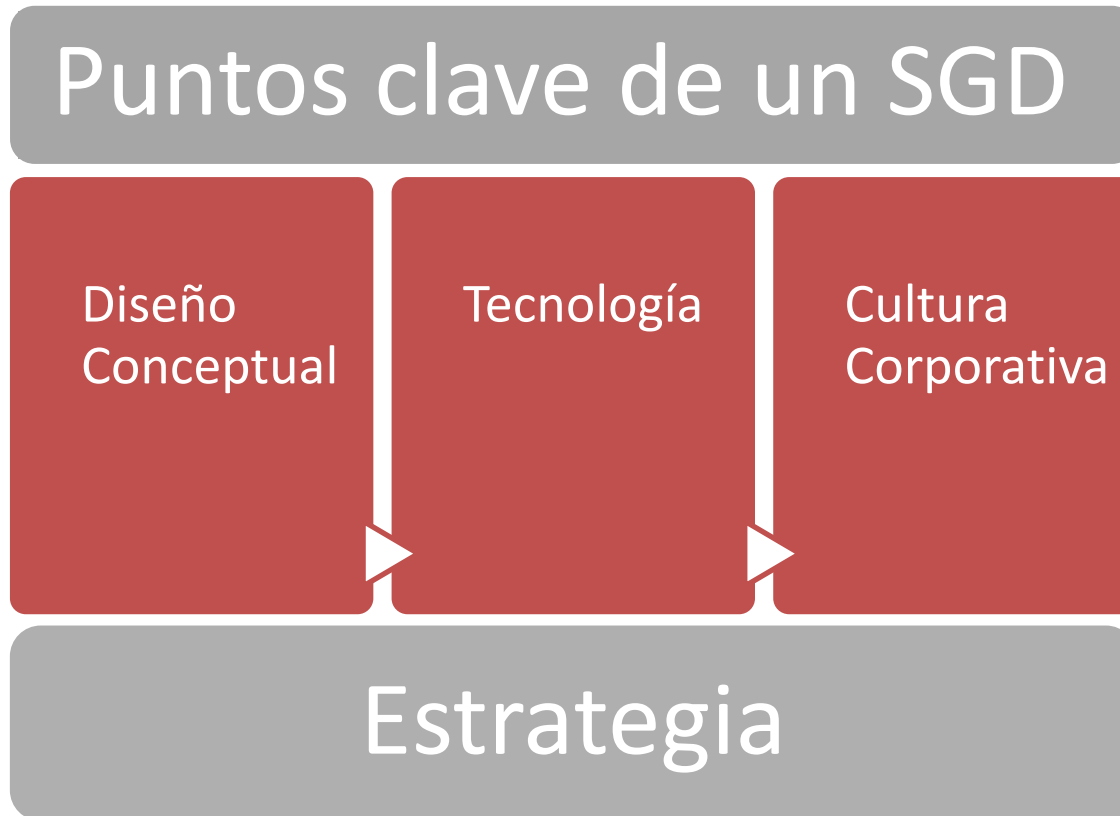 Puntos clave de un SGD
Diseño
Conceptual
Tecnología
Cultura
Corporativa
Estrategia